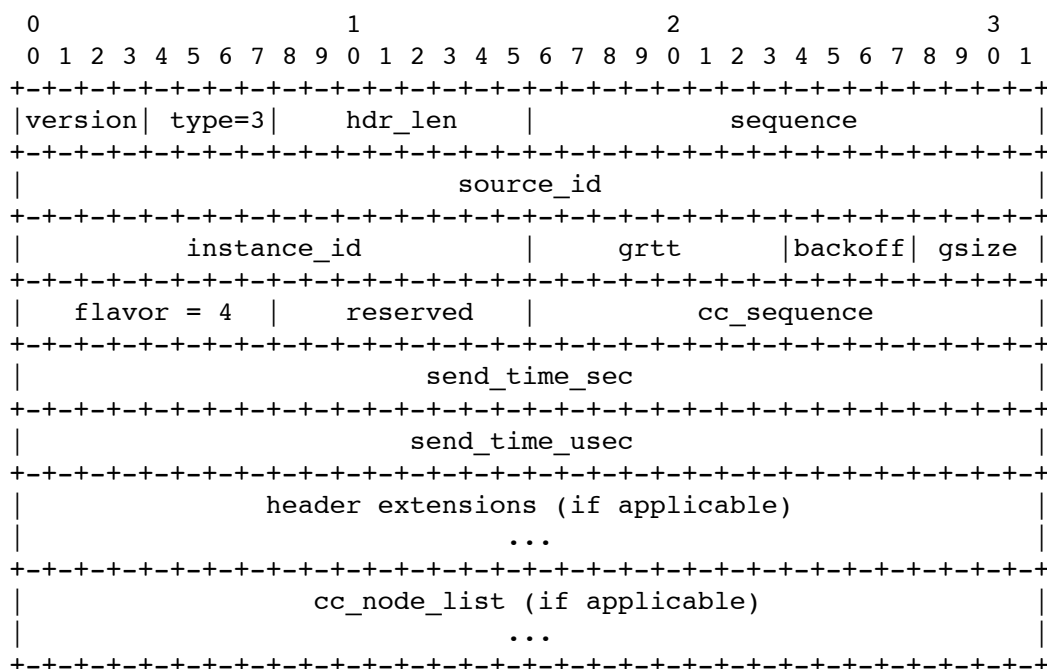 0                   1                   2                   3
 0 1 2 3 4 5 6 7 8 9 0 1 2 3 4 5 6 7 8 9 0 1 2 3 4 5 6 7 8 9 0 1
+-+-+-+-+-+-+-+-+-+-+-+-+-+-+-+-+-+-+-+-+-+-+-+-+-+-+-+-+-+-+-+-+
|version| type=3|    hdr_len    |            sequence           |
+-+-+-+-+-+-+-+-+-+-+-+-+-+-+-+-+-+-+-+-+-+-+-+-+-+-+-+-+-+-+-+-+
|                           source_id                           |
+-+-+-+-+-+-+-+-+-+-+-+-+-+-+-+-+-+-+-+-+-+-+-+-+-+-+-+-+-+-+-+-+
|          instance_id          |     grtt      |backoff| gsize |
+-+-+-+-+-+-+-+-+-+-+-+-+-+-+-+-+-+-+-+-+-+-+-+-+-+-+-+-+-+-+-+-+
|   flavor = 4  |    reserved   |          cc_sequence          |
+-+-+-+-+-+-+-+-+-+-+-+-+-+-+-+-+-+-+-+-+-+-+-+-+-+-+-+-+-+-+-+-+
|                         send_time_sec                         |
+-+-+-+-+-+-+-+-+-+-+-+-+-+-+-+-+-+-+-+-+-+-+-+-+-+-+-+-+-+-+-+-+
|                        send_time_usec                         |
+-+-+-+-+-+-+-+-+-+-+-+-+-+-+-+-+-+-+-+-+-+-+-+-+-+-+-+-+-+-+-+-+
|               header extensions (if applicable)               |
|                              ...                              |
+-+-+-+-+-+-+-+-+-+-+-+-+-+-+-+-+-+-+-+-+-+-+-+-+-+-+-+-+-+-+-+-+
|                  cc_node_list (if applicable)                 |
|                              ...                              |
+-+-+-+-+-+-+-+-+-+-+-+-+-+-+-+-+-+-+-+-+-+-+-+-+-+-+-+-+-+-+-+-+